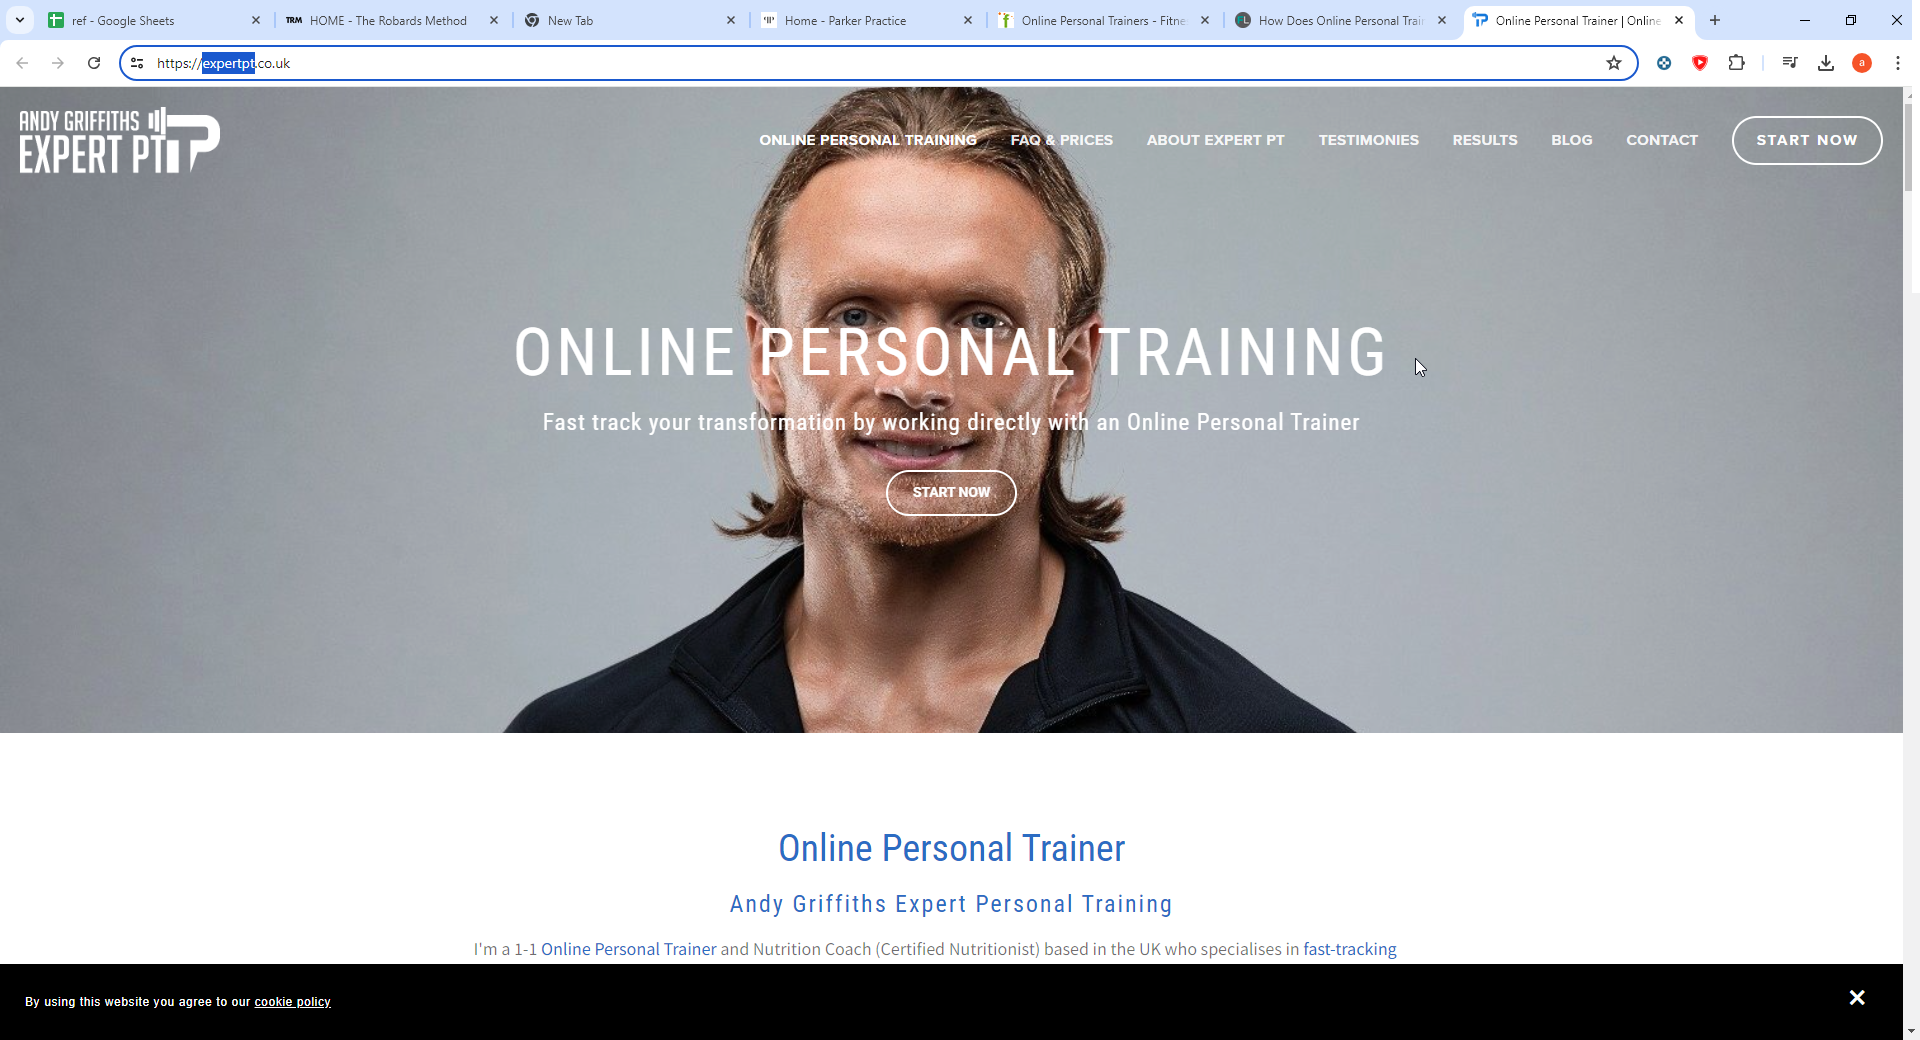 ref - Google Sheets
TRM HOME - The Robards Method
New Tab
Home - Parker Practice
Online Personal Trainers - Fitne
How Does Online Personal Trai
Online Personal Trainer | Online
https://expertpt.co.uk
a
ANDY GRIFFITHS
EXPERT PT
ONLINE PERSONAL TRAINING
FAQ & PRICES
ABOUT EXPERT PT
TESTIMONIES
RESULTS
BLOG
CONTACT
START NOW
ONLINE PERSONAL TRAINING
Fast track your transformation by working directly with an Online Personal Trainer
START NOW
Online Personal Trainer
Andy Griffiths Expert Personal Training
I'm a 1-1 Online Personal Trainer and Nutrition Coach (Certified Nutritionist) based in the UK who specialises in fast-tracking
By using this website you agree to our cookie policy